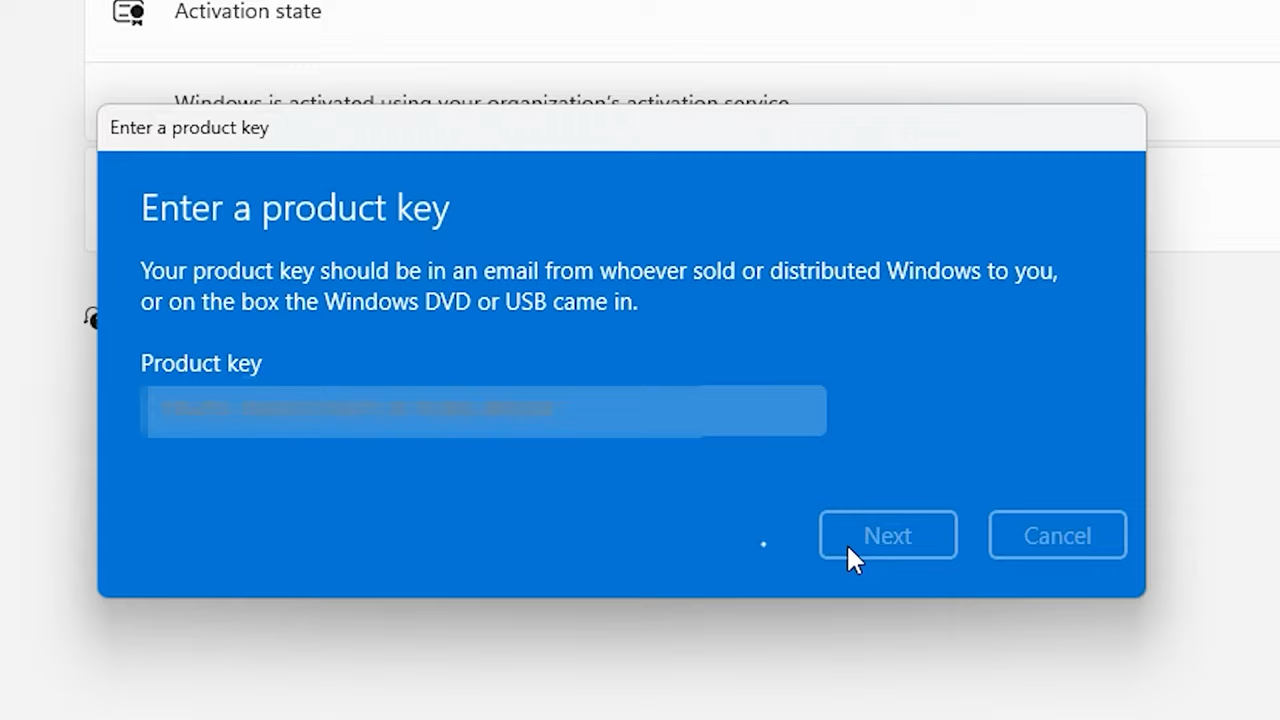 Activation state
Windows is activated using your organization's activation service
Enter a product key
Enter a product key
Your product key should be in an email from whoever sold or distributed Windows to you,
or on the box the Windows DVD or USB came in.
Product key
Next
Cancel